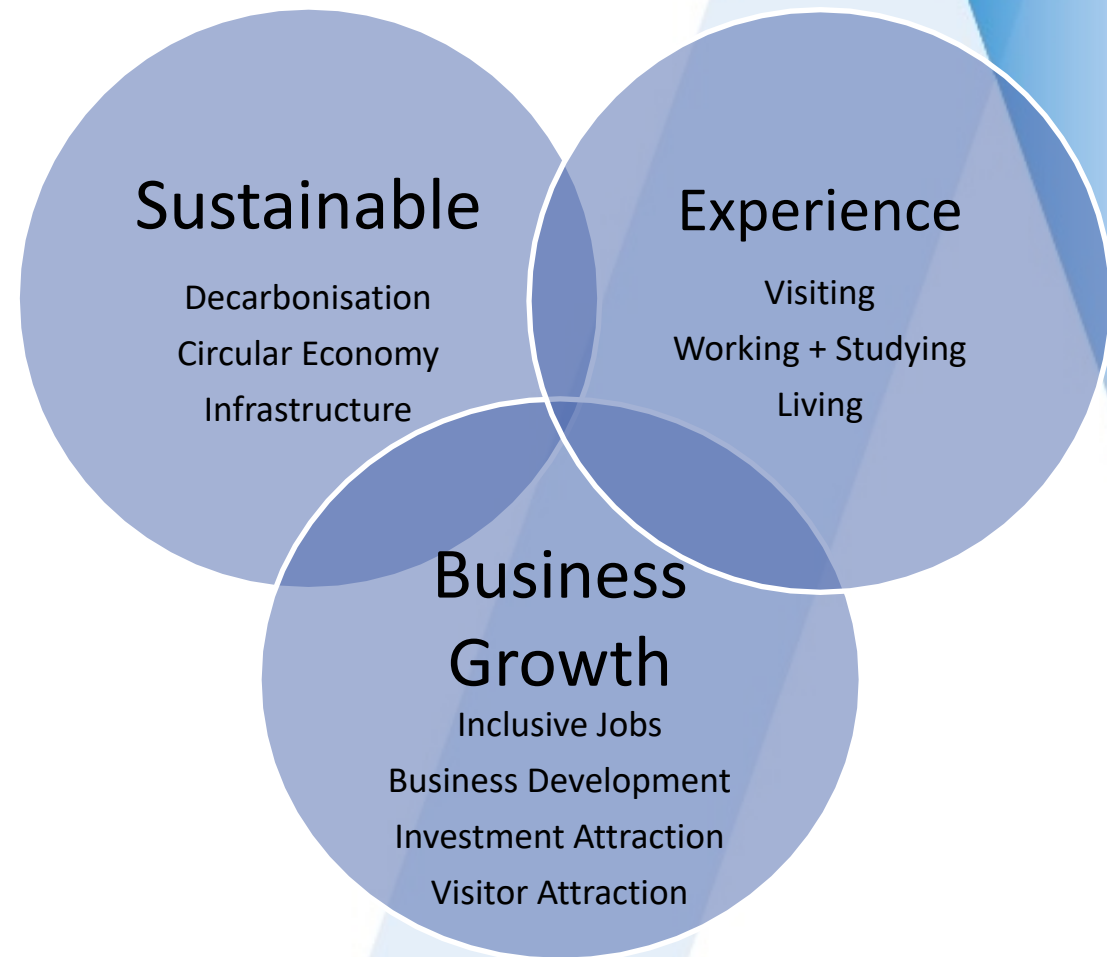 Sustainable
Decarbonisation
Circular Economy
Infrastructure
Experience
Visiting
Working + Studying
Living
Business
Growth
Inclusive Jobs
Business Development
Investment Attraction
Visitor Attraction